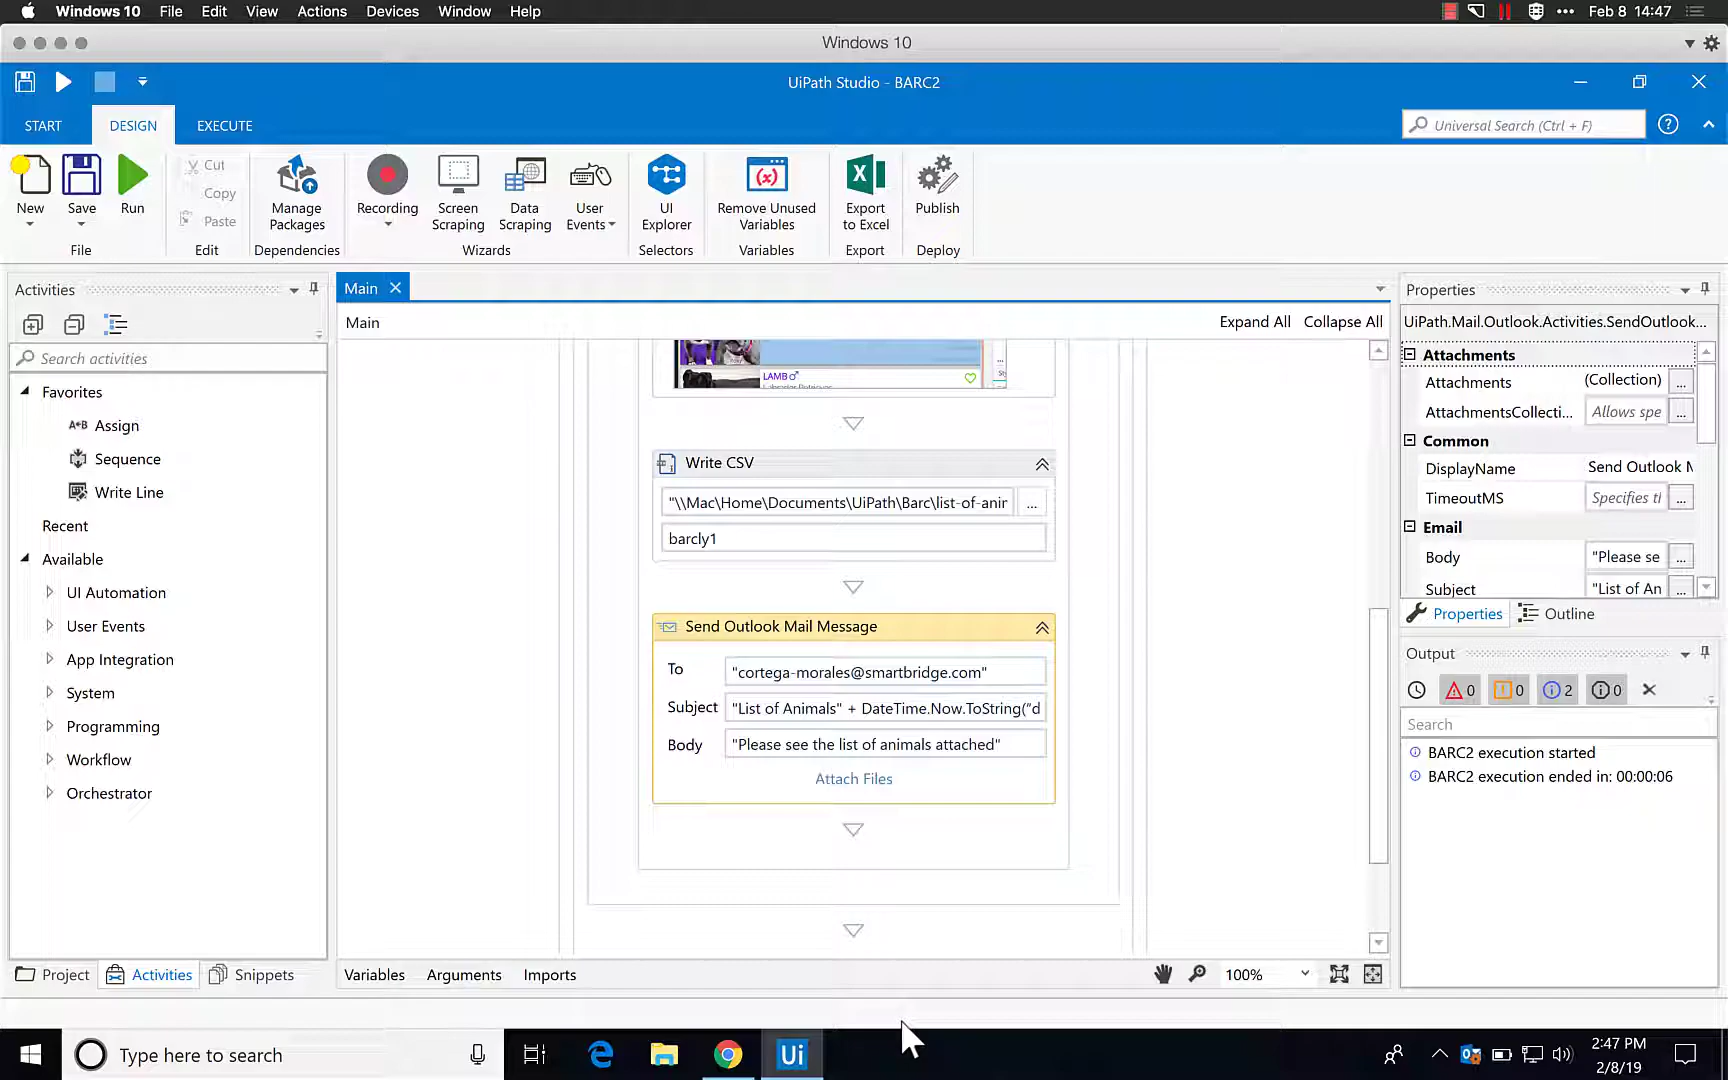 Windows 10 File Edit View Actions Devices Window Help Feb 8 14:47
Windows 10
UiPath Studio - BARC2
START DESIGN EXECUTE Universal Search (Ctrl + F)
New Save Run Cut Copy Paste Manage Packages Recording Screen Scraping Data Scraping User Events UI Explorer Remove Unused Variables Export to Excel Publish
File Edit Dependencies Wizards Selectors Variables Export Deploy
Activities
Search activities
Favorites
Assign
Sequence
Write Line
Recent
Available
UI Automation
User Events
App Integration
System
Programming
Workflow
Orchestrator
Project Activities Snippets
Main
Main Expand All Collapse All
LAMB
Write CSV
"\\Mac\Home\Documents\UiPath\Barc\list-of-anir ...
barcly1
Send Outlook Mail Message
To "cortega-morales@smartbridge.com"
Subject "List of Animals" + DateTime.Now.ToString("d
Body "Please see the list of animals attached"
Attach Files
Variables Arguments Imports 100%
Properties
UiPath.Mail.Outlook.Activities.SendOutlook...
Attachments
Attachments (Collection) ...
AttachmentsCollecti... Allows spe ...
Common
DisplayName Send Outlook M
TimeoutMS Specifies tl ...
Email
Body "Please se ...
Subject "List of An ...
Properties Outline
Output
0 0 2 0
Search
BARC2 execution started
BARC2 execution ended in: 00:00:06
Type here to search Ui 2:47 PM
2/8/19